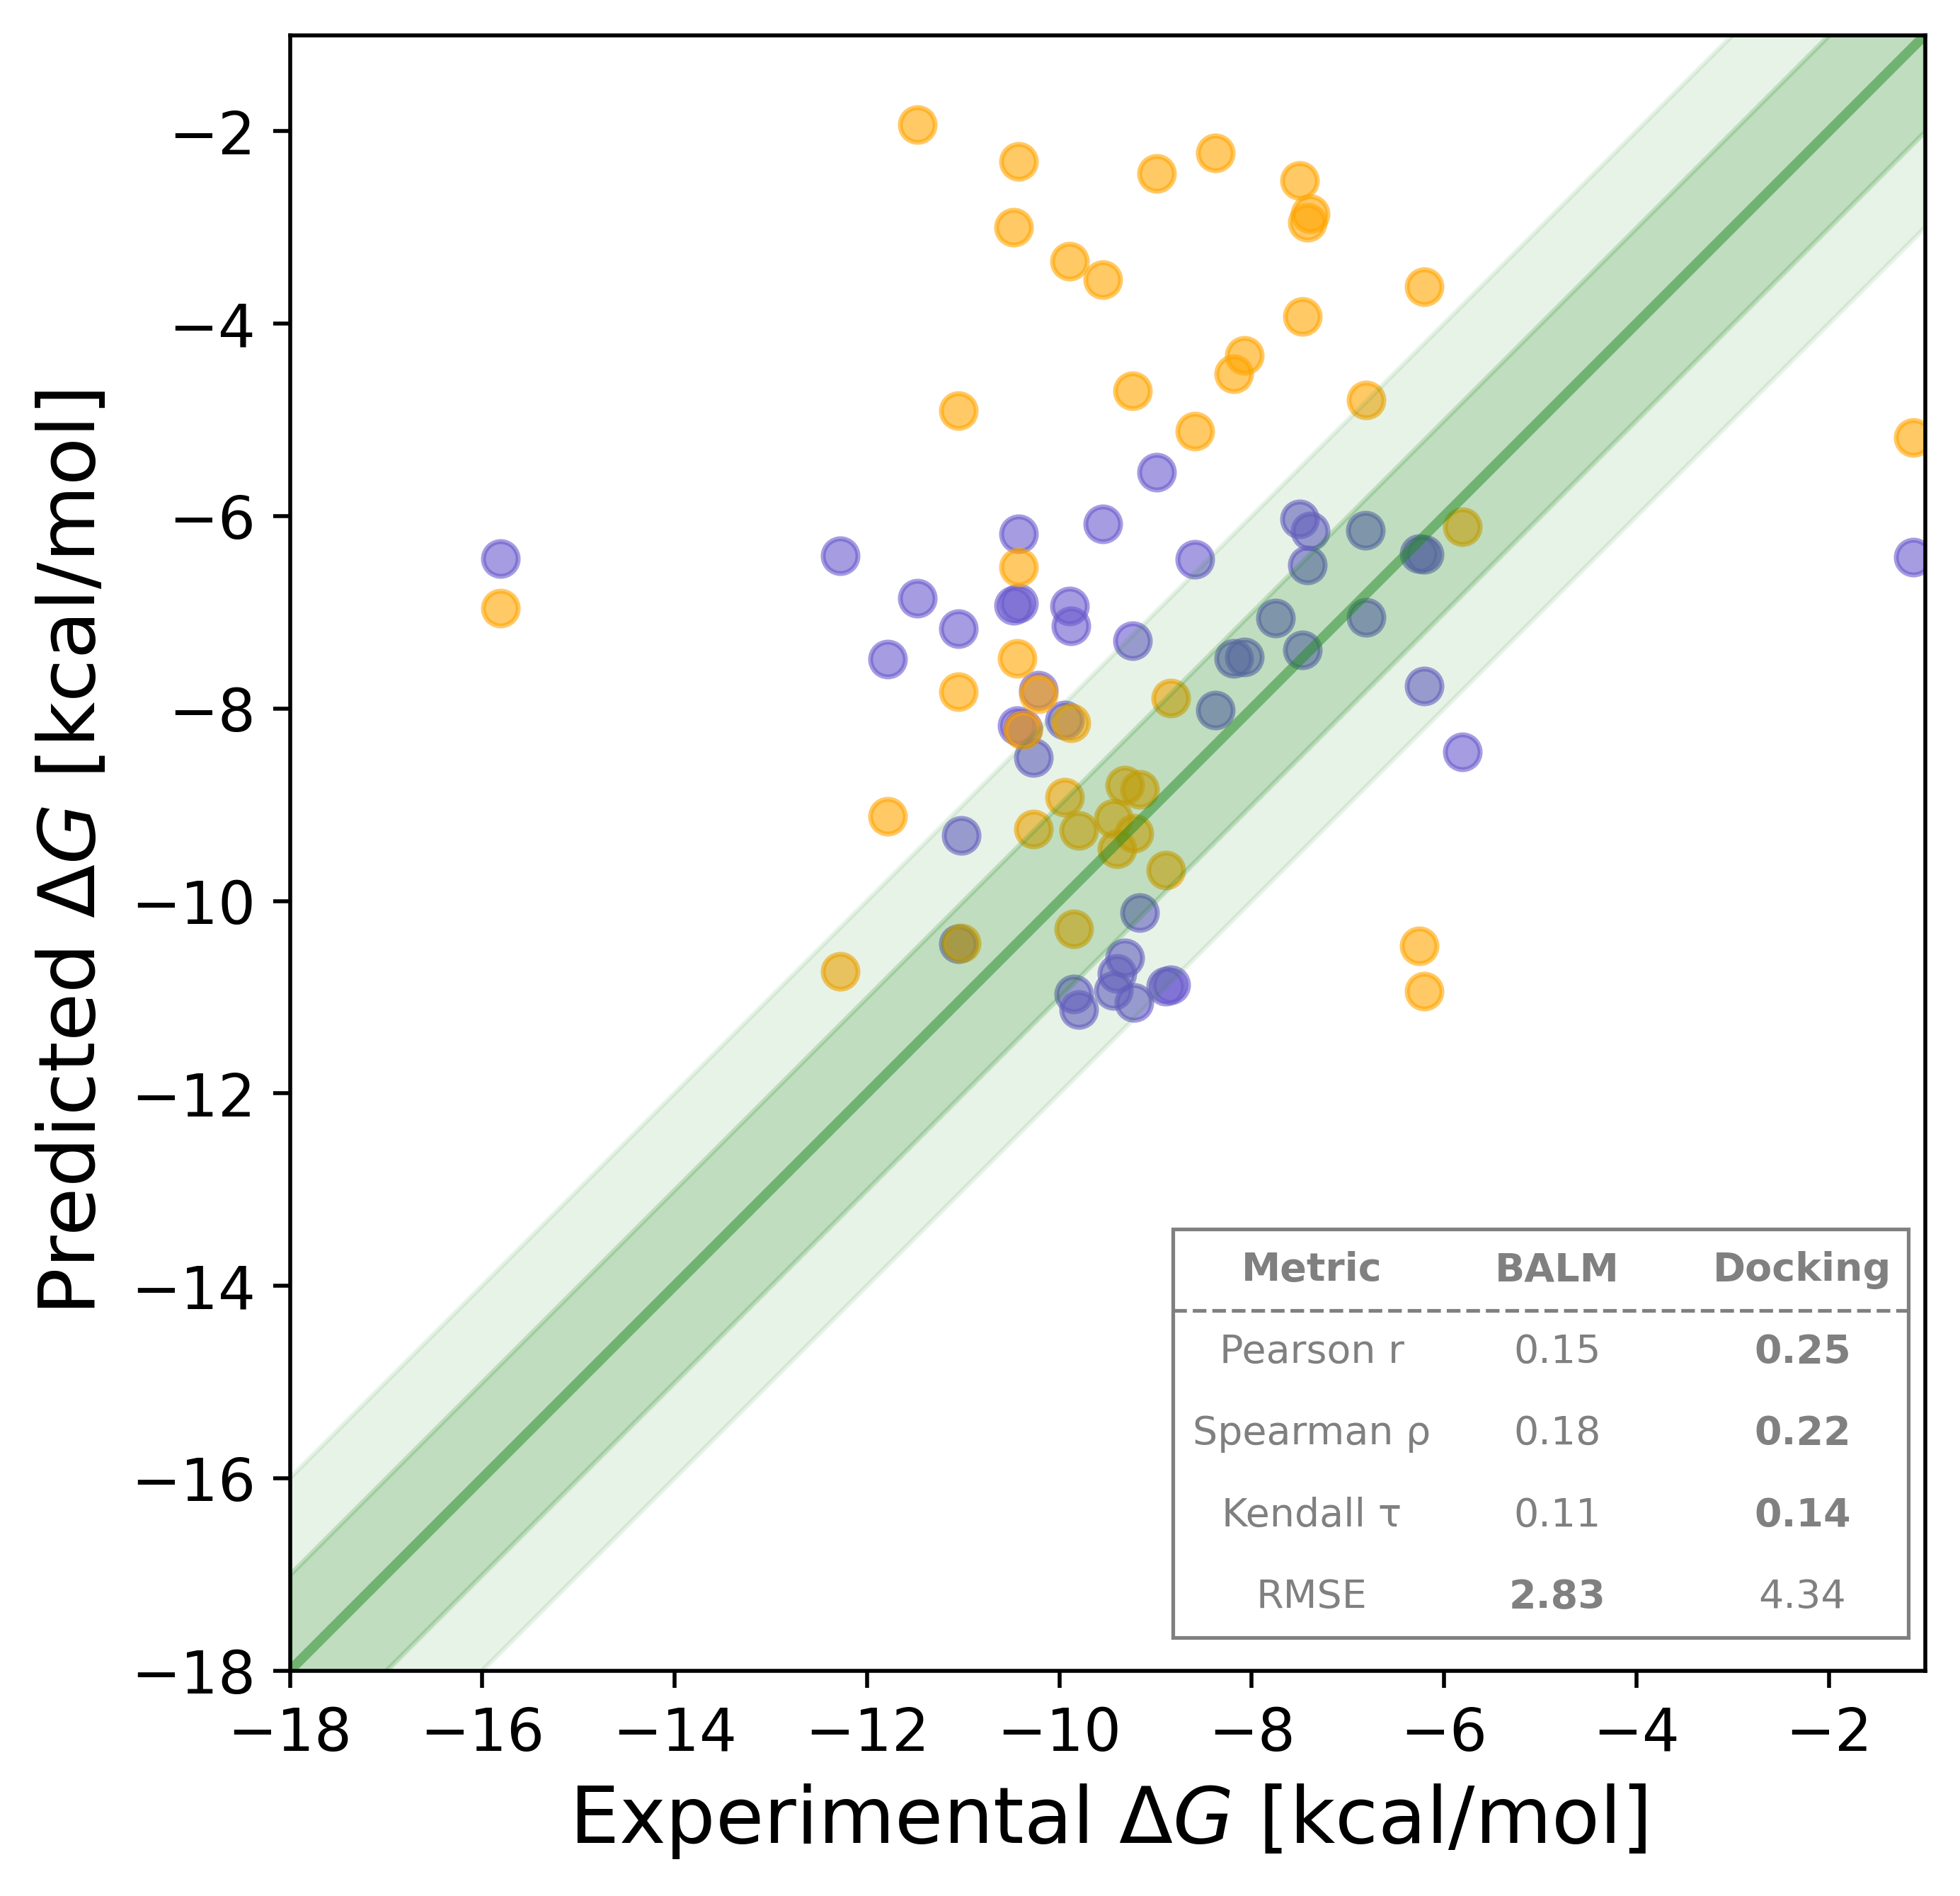 Predicted ΔG [kcal/mol]
−2
−4
−6
−8
−10
−12
−14
−16
−18
Metric BALM Docking
Pearson r 0.15 0.25
Spearman ρ 0.18 0.22
Kendall τ 0.11 0.14
RMSE 2.83 4.34
−18 −16 −14 −12 −10 −8 −6 −4 −2
Experimental ΔG [kcal/mol]